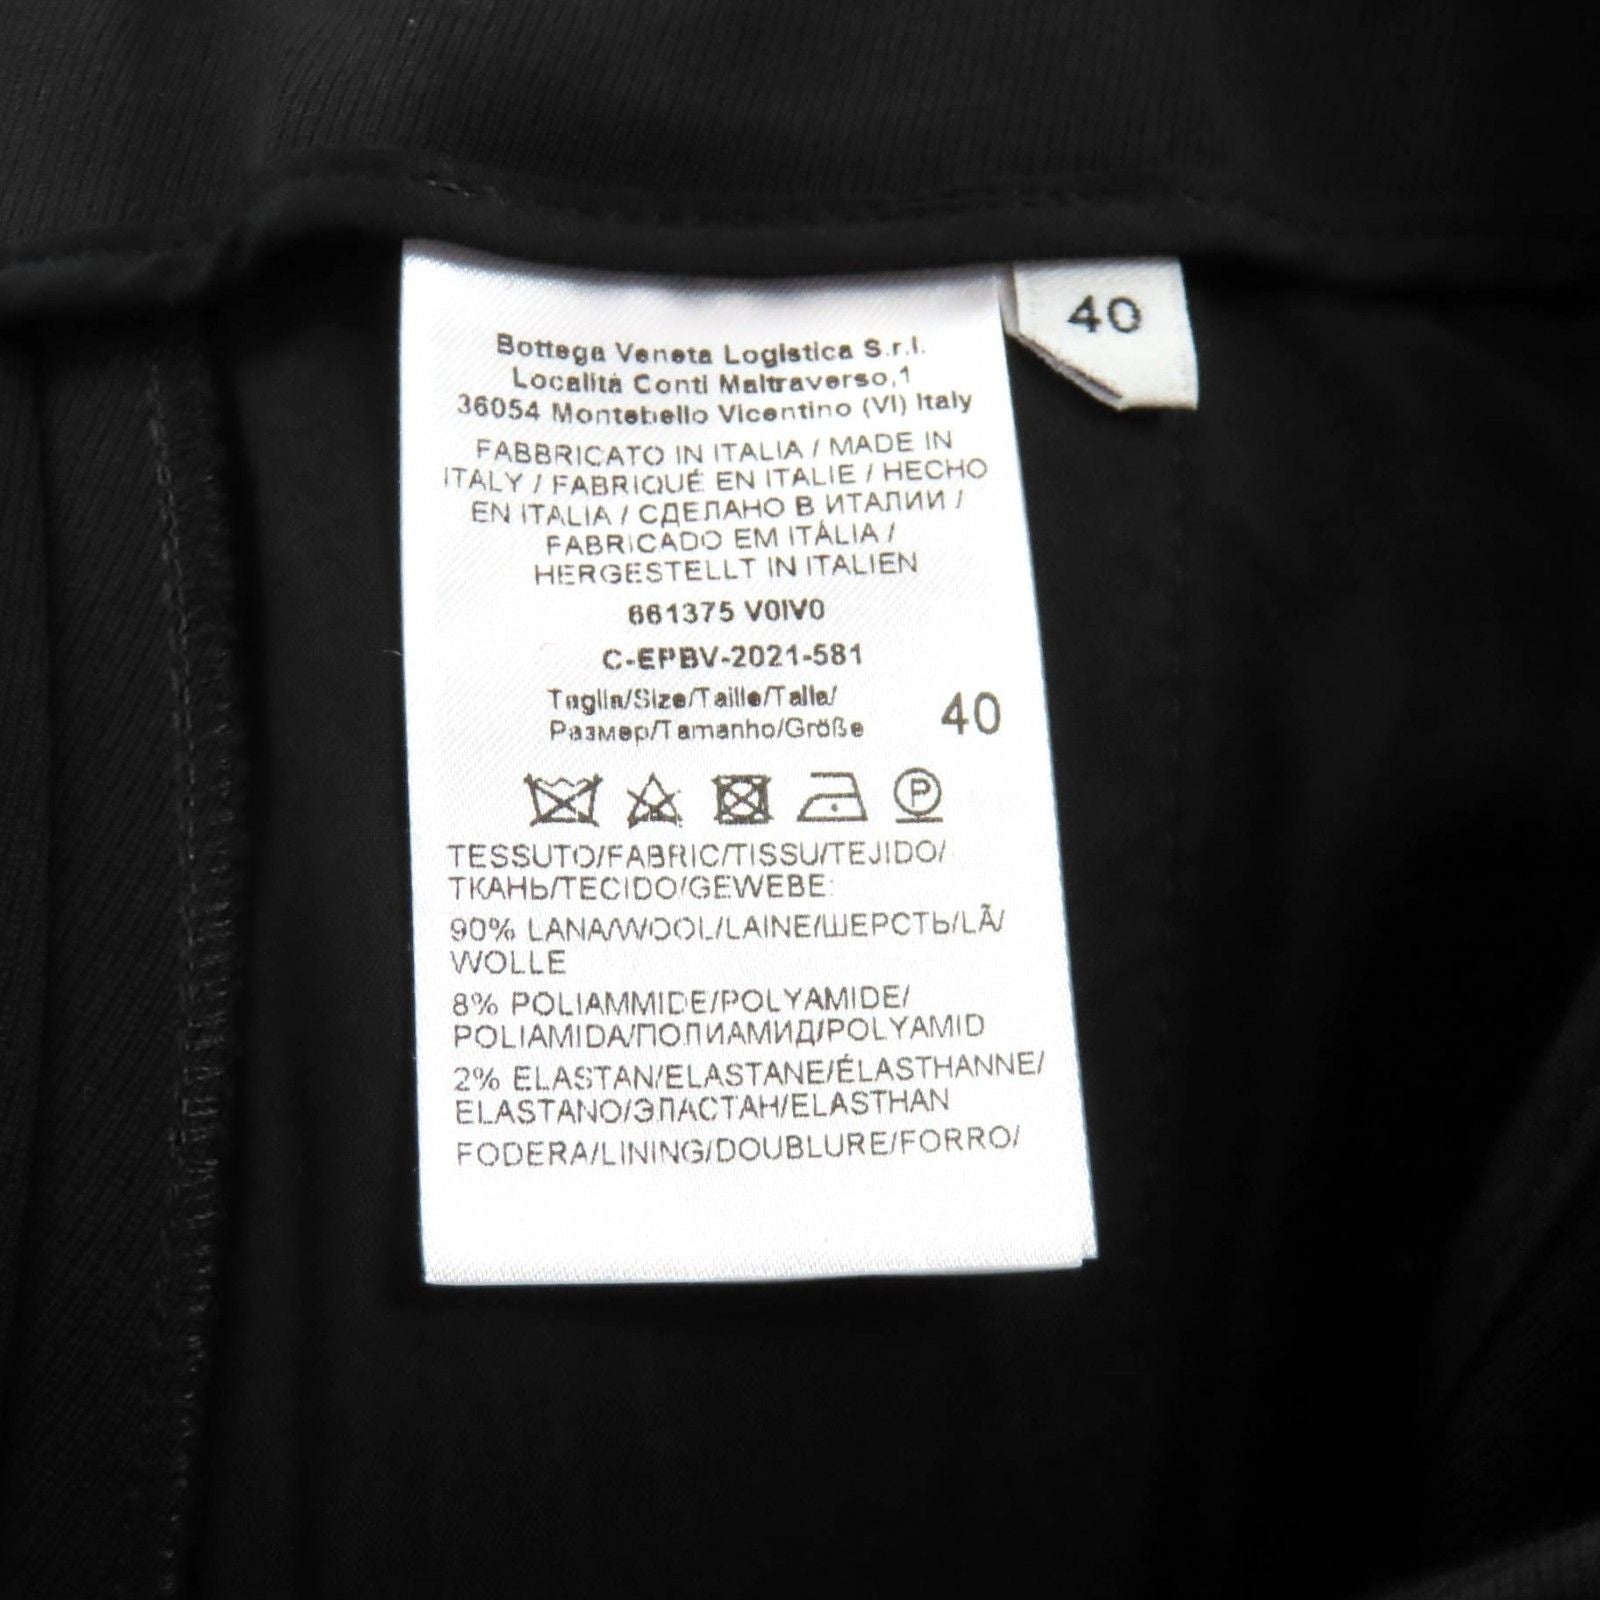 40
Bottega Veneta Logistica S.r.l.
Località Conti Maltraverso,1
36054 Montebello Vicentino (VI) Italy
FABBRICATO IN ITALIA / MADE IN
ITALY / FABRIQUÉ EN ITALIE / HECHO
EN ITALIA / СДЕЛАНО В ИТАЛИИ /
FABRICADO EM ITÁLIA /
HERGESTELLT IN ITALIEN
661375 V0IV0
C-EPBV-2021-581
Taglia/Size/Taille/Talla/
Размер/Tamanho/Größe 40
P
TESSUTO/FABRIC/TISSU/TEJIDO/
ТКАНЬ/TECIDO/GEWEBE:
90% LANA/WOOL/LAINE/ШЕРСТЬ/LÃ/
WOLLE
8% POLIAMMIDE/POLYAMIDE/
POLIAMIDA/ПОЛИАМИД/POLYAMID
2% ELASTAN/ELASTANE/ÉLASTHANNE/
ELASTANO/ЭЛАСТАН/ELASTHAN
FODERA/LINING/DOUBLURE/FORRO/